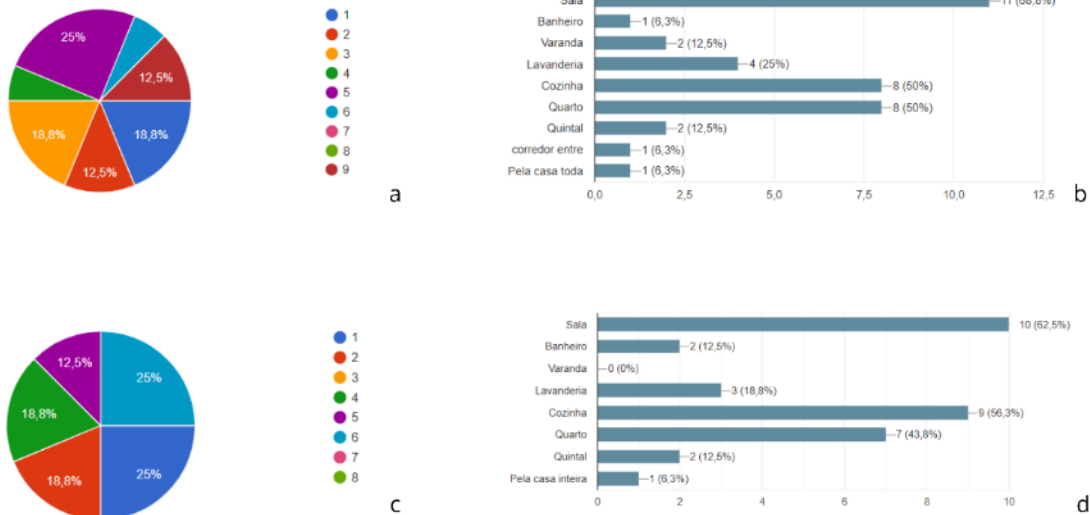 25%
12,5%
18,8%
12,5%
18,8%
1
2
3
4
5
6
7
8
9
a
Sala 11 (68,8%)
Banheiro 1 (6,3%)
Varanda 2 (12,5%)
Lavanderia 4 (25%)
Cozinha 8 (50%)
Quarto 8 (50%)
Quintal 2 (12,5%)
corredor entre 1 (6,3%)
Pela casa toda 1 (6,3%)
0,0 2,5 5,0 7,5 10,0 12,5
b
12,5%
25%
18,8%
18,8%
25%
1
2
3
4
5
6
7
8
c
Sala 10 (62,5%)
Banheiro 2 (12,5%)
Varanda 0 (0%)
Lavanderia 3 (18,8%)
Cozinha 9 (56,3%)
Quarto 7 (43,8%)
Quintal 2 (12,5%)
Pela casa inteira 1 (6,3%)
0 2 4 6 8 10
d